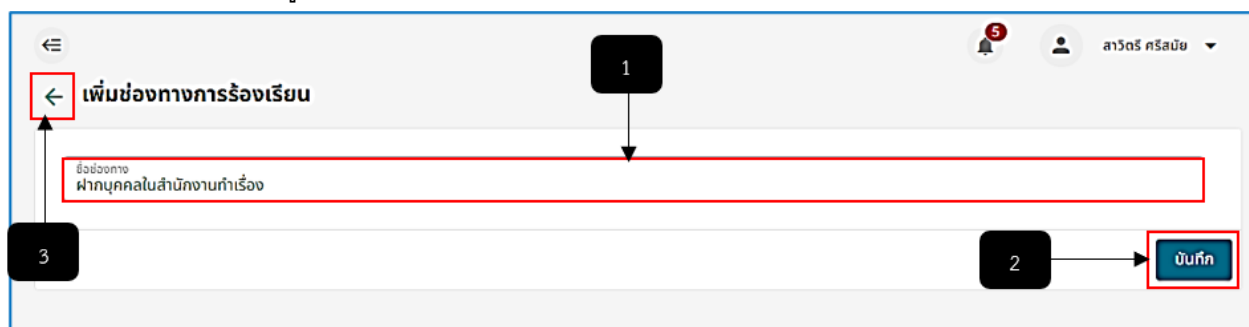 5
สาวิตรี ศรีสมัย
1
เพิ่มช่องทางการร้องเรียน
ชื่อช่องทาง
ฝากบุคคลในสำนักงานทำเรื่อง
3
2
บันทึก